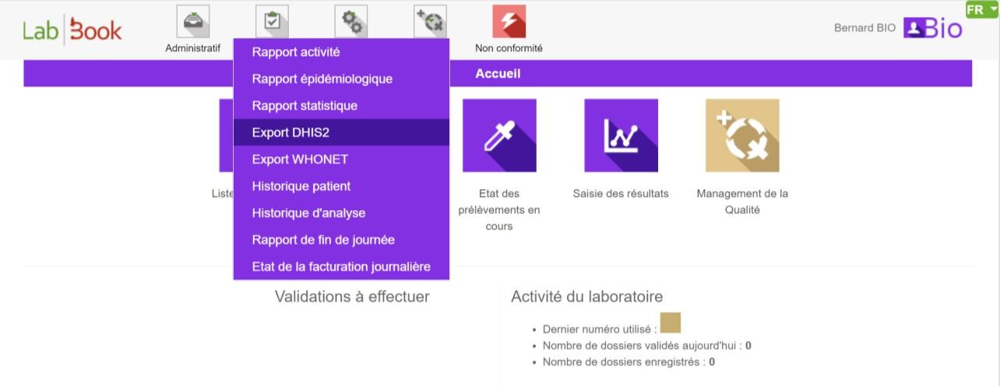 FR
Lab Book
Administratif
Non conformité
Bernard BIO
Bio
Rapport activité
Rapport épidémiologique
Rapport statistique
Export DHIS2
Export WHONET
Historique patient
Historique d'analyse
Rapport de fin de journée
Etat de la facturation journalière
Accueil
Liste
Etat des
prélèvements en
cours
Saisie des résultats
Management de la
Qualité
Validations à effectuer
Activité du laboratoire
Dernier numéro utilisé :
Nombre de dossiers validés aujourd'hui : 0
Nombre de dossiers enregistrés : 0